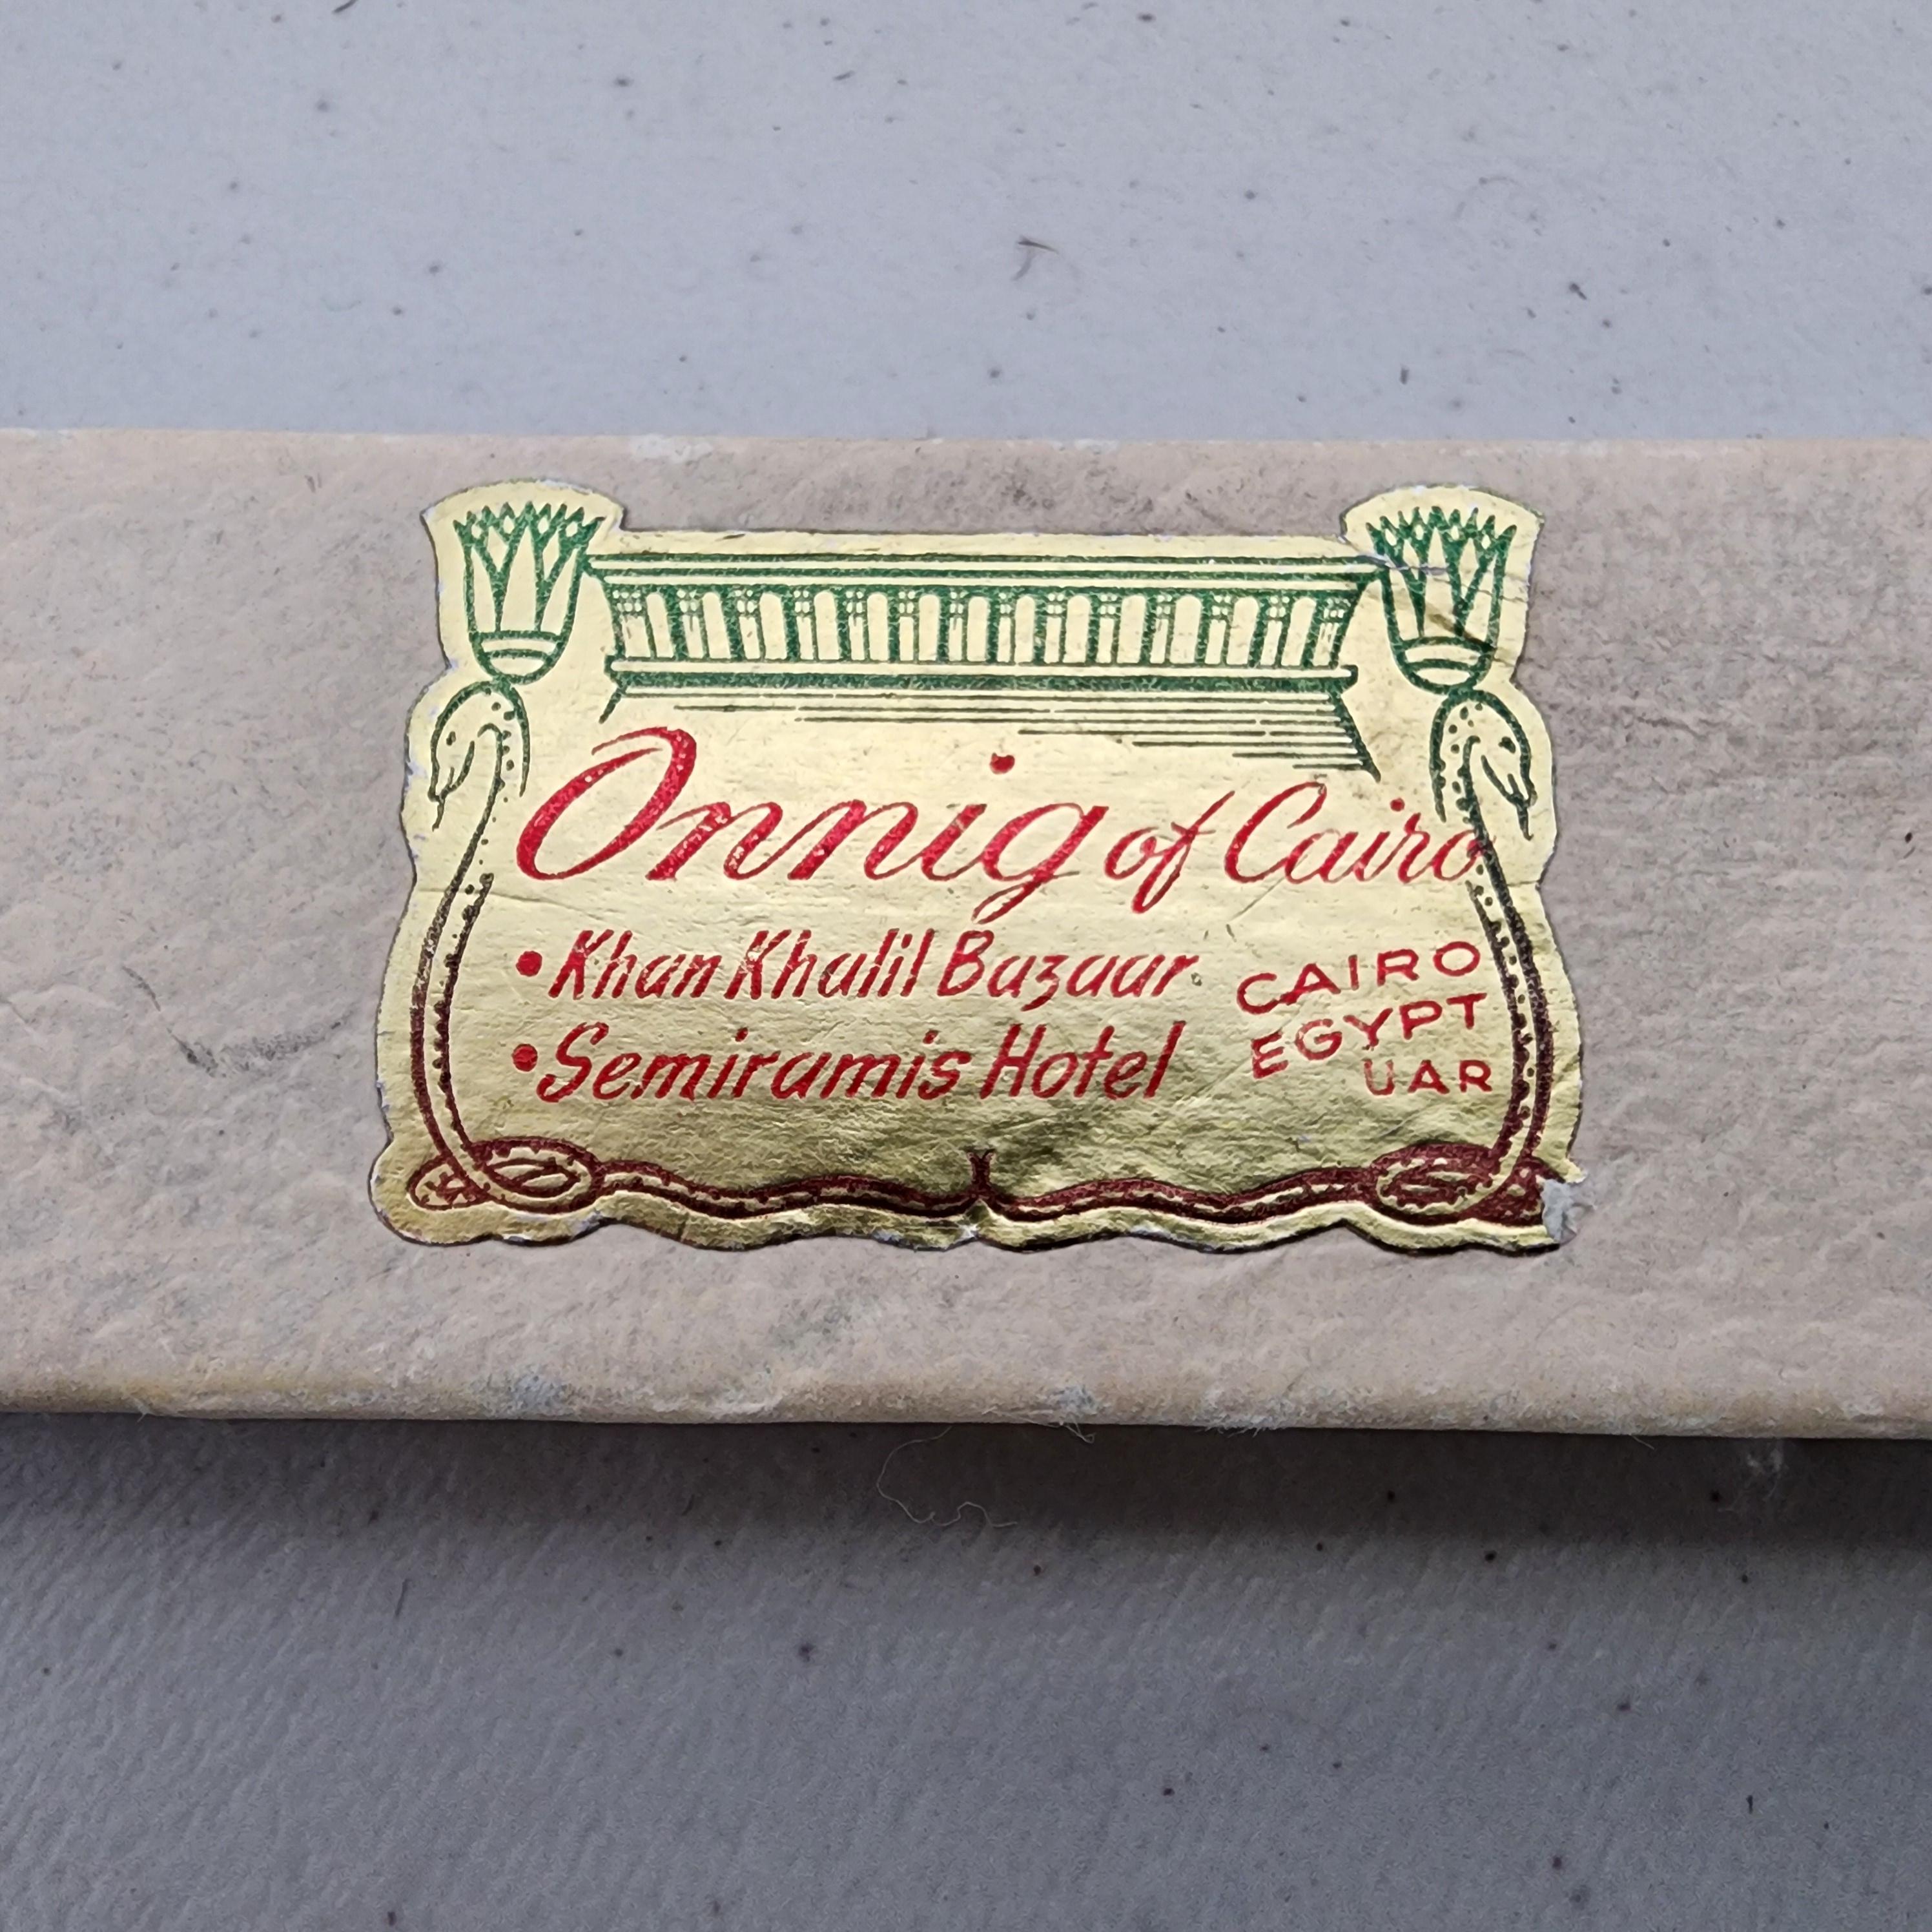 Onnig of Cairo
• Khan Khalil Bazaar
• Semiramis Hotel
CAIRO
EGYPT
UAR